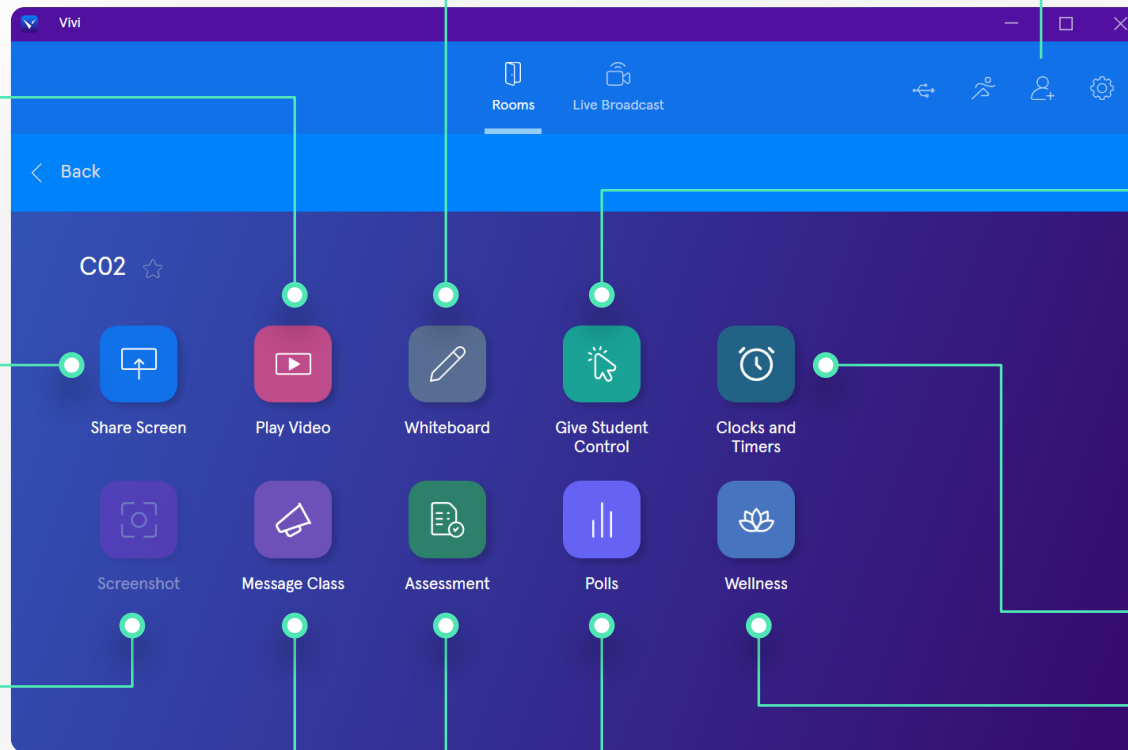 Vivi
Rooms
Live Broadcast
Back
C02
Share Screen
Play Video
Whiteboard
Give Student
Control
Clocks and
Timers
Screenshot
Message Class
Assessment
Polls
Wellness